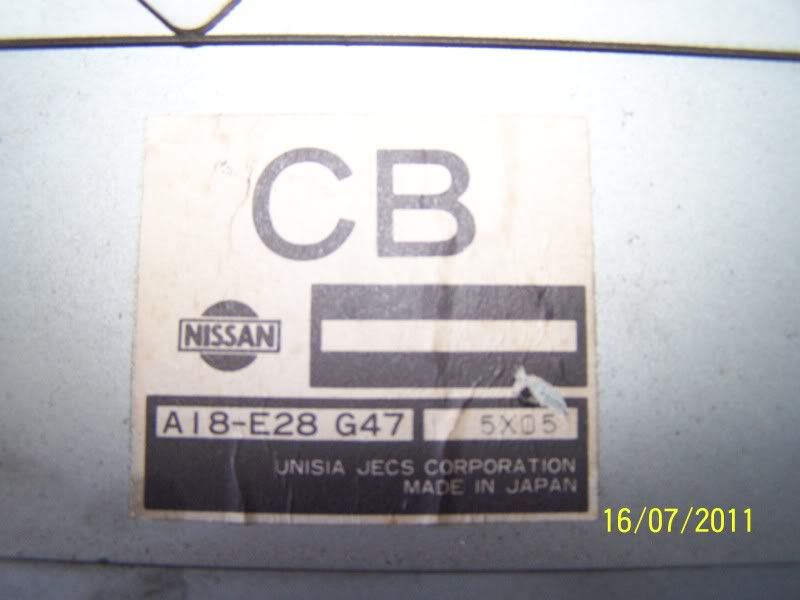 CB
NISSAN
A18-E28 G47 5X05
UNISIA JECS CORPORATION
MADE IN JAPAN
16/07/2011